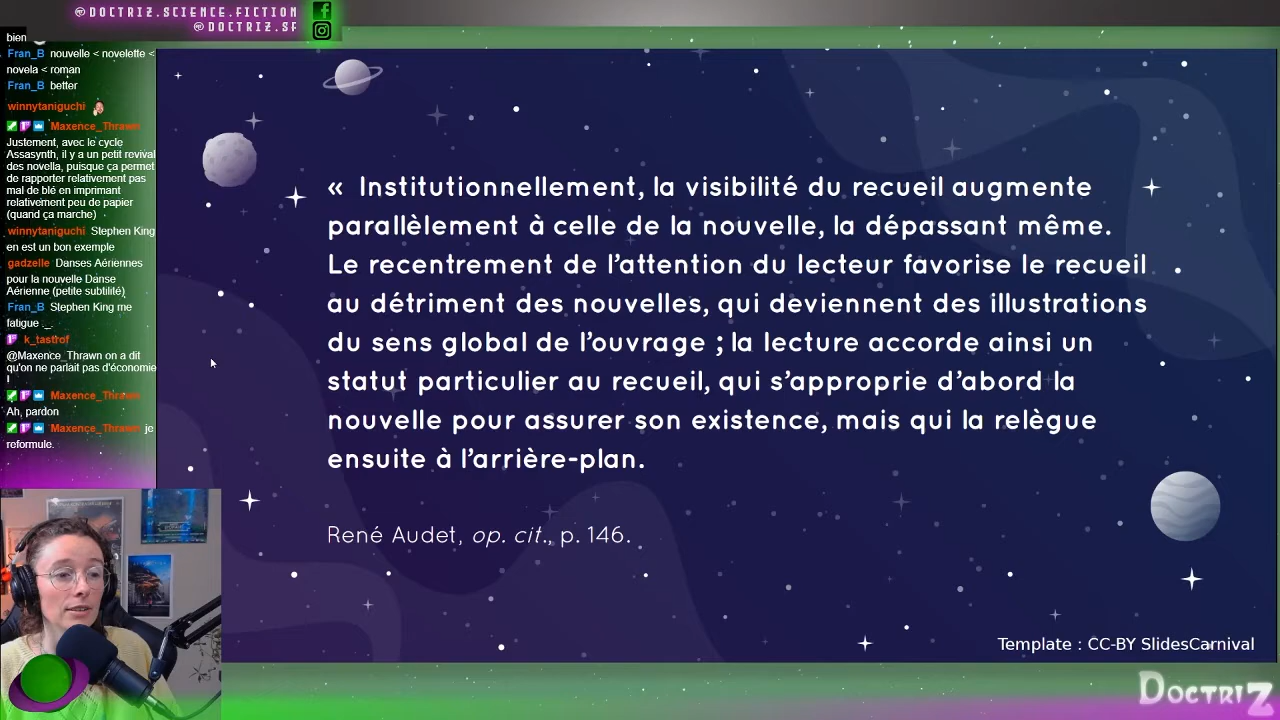 @DOCTRIZ.SCIENCE.FICTION
@DOCTRIZ.SF
bien
Fran_B nouvelle < novelette <
novela < roman
Fran_B better
winnytaniguchi
Maxence_Thrawn
Justement, avec le cycle
Assasynth, il y a un petit revival
des novella, puisque ça permet
de rapporter relativement pas
mal de blé en imprimant
relativement peu de papier
(quand ça marche)
winnytaniguchi Stephen King
en est un bon exemple
gadzelle Danses Aériennes
pour la nouvelle Danse
Aérienne (petite subtilité)
Fran_B Stephen King me
fatigue ._.
k_tastrof
@Maxence_Thrawn on a dit
qu'on ne parlait pas d'économie
!
Maxence_Thrawn
Ah, pardon
Maxence_Thrawn je
reformule.
« Institutionnellement, la visibilité du recueil augmente
parallèlement à celle de la nouvelle, la dépassant même.
Le recentrement de l’attention du lecteur favorise le recueil
au détriment des nouvelles, qui deviennent des illustrations
du sens global de l’ouvrage ; la lecture accorde ainsi un
statut particulier au recueil, qui s’approprie d’abord la
nouvelle pour assurer son existence, mais qui la relègue
ensuite à l’arrière-plan.
René Audet, op. cit., p. 146.
Template : CC-BY SlidesCarnival
DOCTRIZ